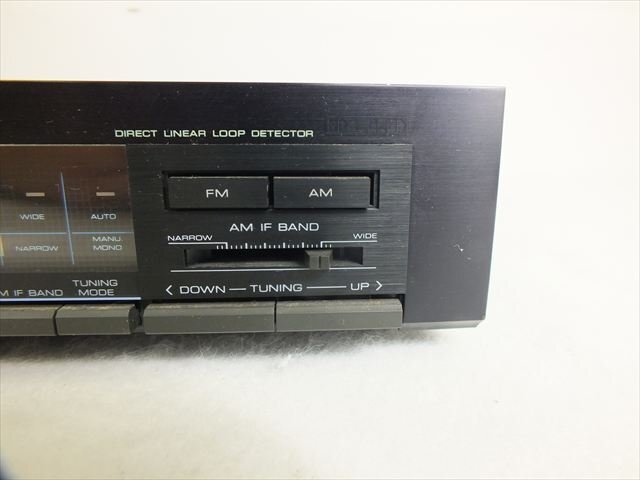 DIRECT LINEAR LOOP DETECTOR
FM AM
AM IF BAND
NARROW WIDE
< DOWN — TUNING — UP >
WIDE AUTO
NARROW MANU. MONO
M IF BAND TUNING MODE